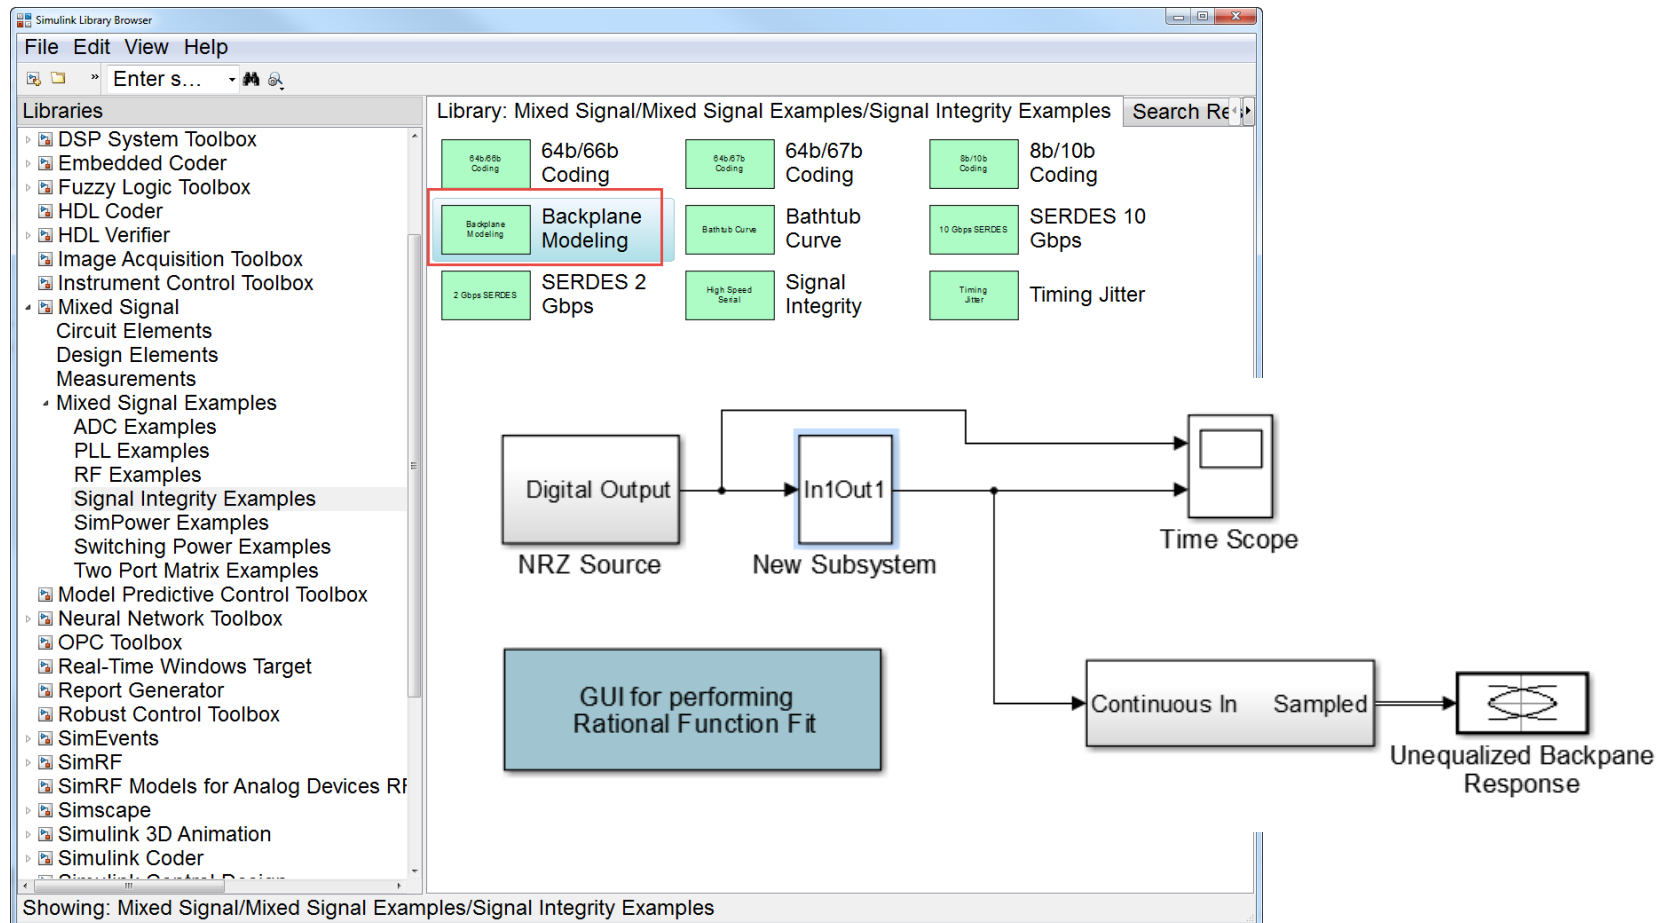 Simulink Library Browser
File Edit View Help
» Enter s...
Libraries
Library: Mixed Signal/Mixed Signal Examples/Signal Integrity Examples
Search Re
DSP System Toolbox
Embedded Coder
Fuzzy Logic Toolbox
HDL Coder
HDL Verifier
Image Acquisition Toolbox
Instrument Control Toolbox
Mixed Signal
Circuit Elements
Design Elements
Measurements
Mixed Signal Examples
ADC Examples
PLL Examples
RF Examples
Signal Integrity Examples
SimPower Examples
Switching Power Examples
Two Port Matrix Examples
Model Predictive Control Toolbox
Neural Network Toolbox
OPC Toolbox
Real-Time Windows Target
Report Generator
Robust Control Toolbox
SimEvents
SimRF
SimRF Models for Analog Devices RF
Simscape
Simulink 3D Animation
Simulink Coder
Simulink Control Design
64b/66b
Coding
64b/66b
Coding
64b/67b
Coding
64b/67b
Coding
8b/10b
Coding
8b/10b
Coding
Backplane
Modeling
Backplane
Modeling
Bathtub Curve
Bathtub
Curve
10 Gbps SERDES
SERDES 10
Gbps
2 Gbps SERDES
SERDES 2
Gbps
High Speed
Serial
Signal
Integrity
Timing
Jitter
Timing Jitter
Digital Output
NRZ Source
In1Out1
New Subsystem
Time Scope
GUI for performing
Rational Function Fit
Continuous In Sampled
Unequalized Backpane
Response
Showing: Mixed Signal/Mixed Signal Examples/Signal Integrity Examples